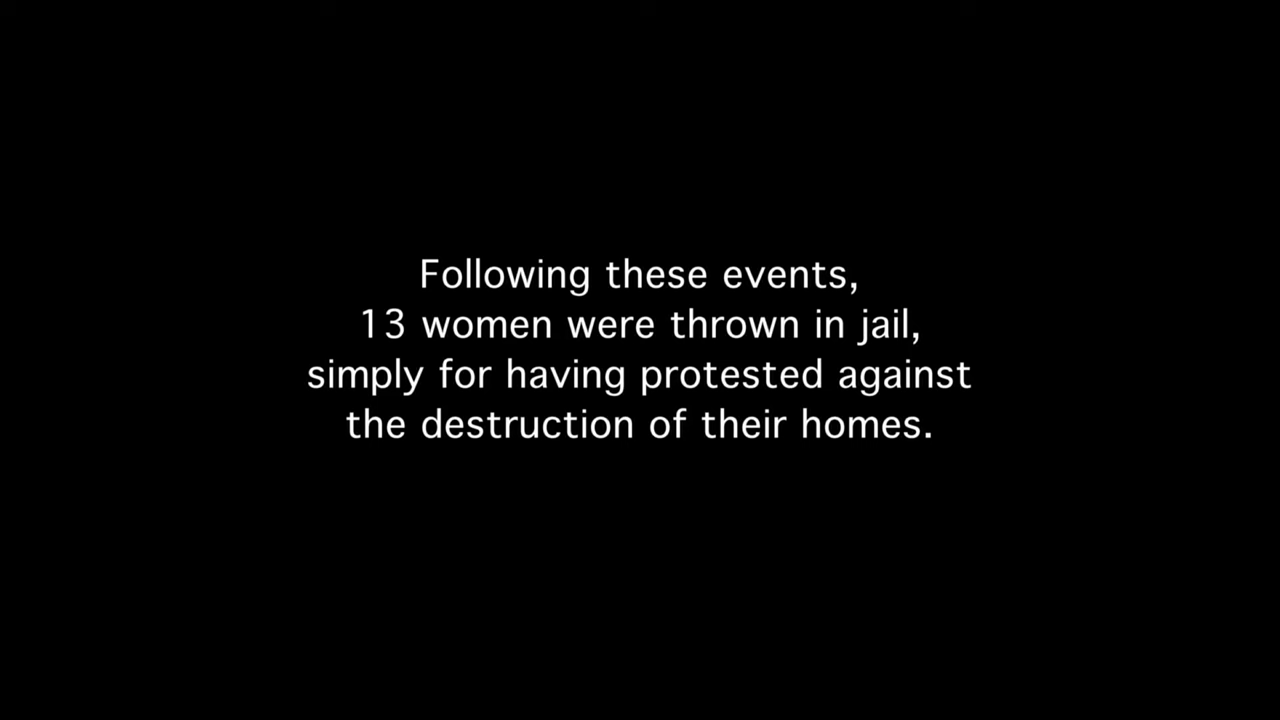 Following these events,
13 women were thrown in jail,
simply for having protested against
the destruction of their homes.